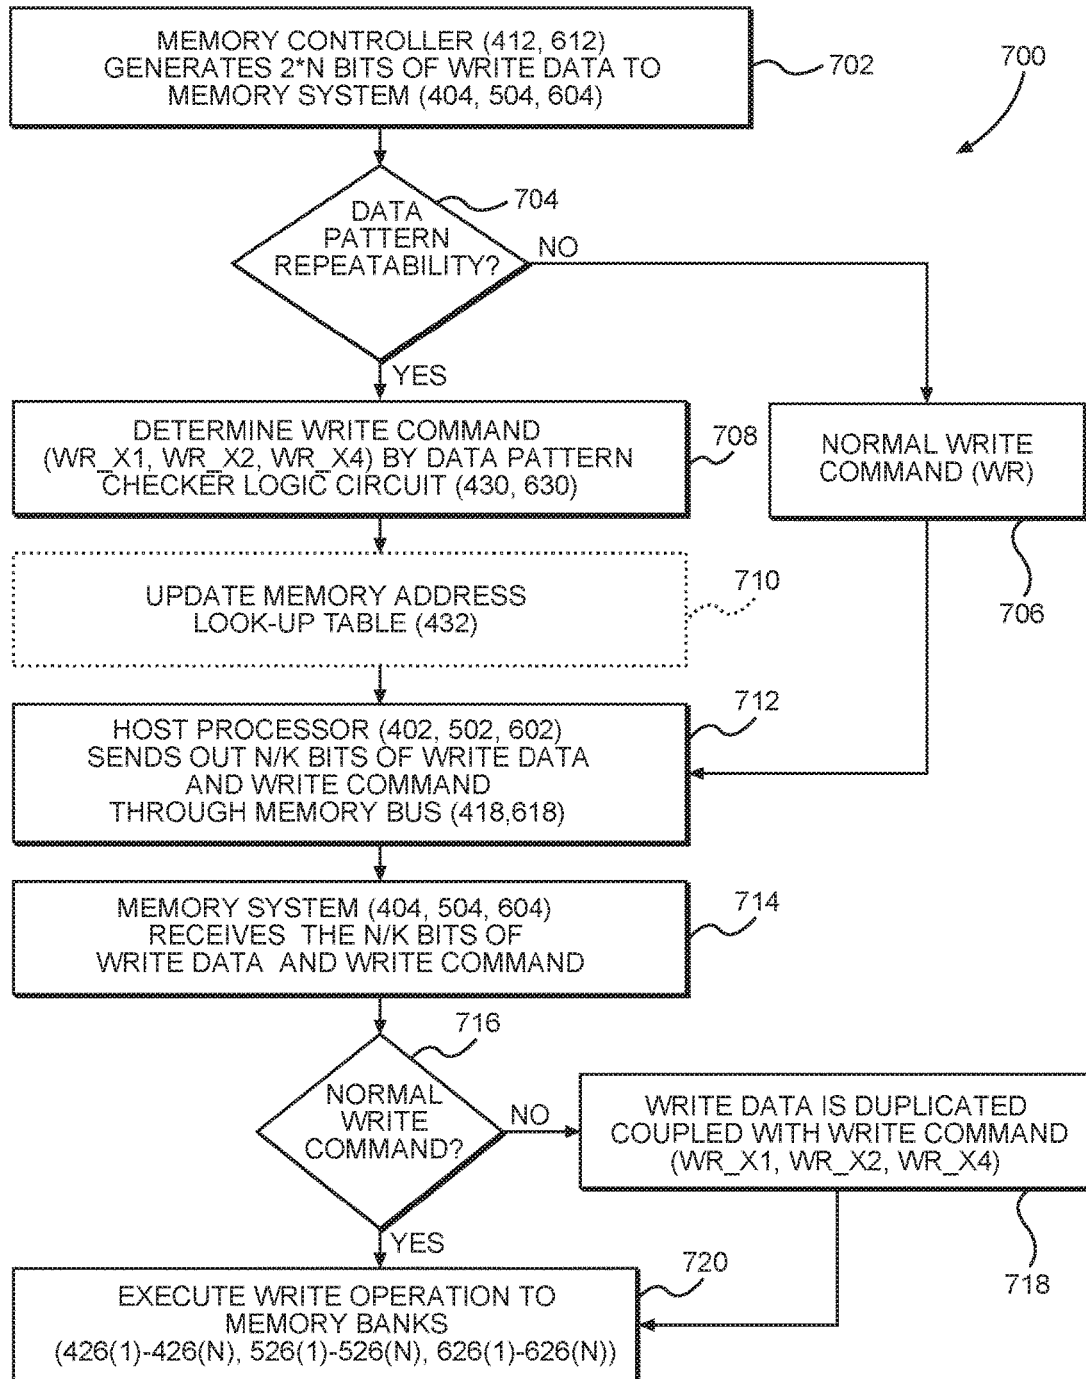 MEMORY CONTROLLER (412, 612)
GENERATES 2*N BITS OF WRITE DATA TO
MEMORY SYSTEM (404, 504, 604)
702
700
704
DATA
PATTERN
REPEATABILITY?
NO
YES
DETERMINE WRITE COMMAND
(WR_X1, WR_X2, WR_X4) BY DATA PATTERN
CHECKER LOGIC CIRCUIT (430, 630)
708
NORMAL WRITE
COMMAND (WR)
706
UPDATE MEMORY ADDRESS
LOOK-UP TABLE (432)
710
HOST PROCESSOR (402, 502, 602)
SENDS OUT N/K BITS OF WRITE DATA
AND WRITE COMMAND
THROUGH MEMORY BUS (418,618)
712
MEMORY SYSTEM (404, 504, 604)
RECEIVES THE N/K BITS OF
WRITE DATA AND WRITE COMMAND
714
716
NORMAL
WRITE
COMMAND?
NO
WRITE DATA IS DUPLICATED
COUPLED WITH WRITE COMMAND
(WR_X1, WR_X2, WR_X4)
718
YES
EXECUTE WRITE OPERATION TO
MEMORY BANKS
(426(1)-426(N), 526(1)-526(N), 626(1)-626(N))
720